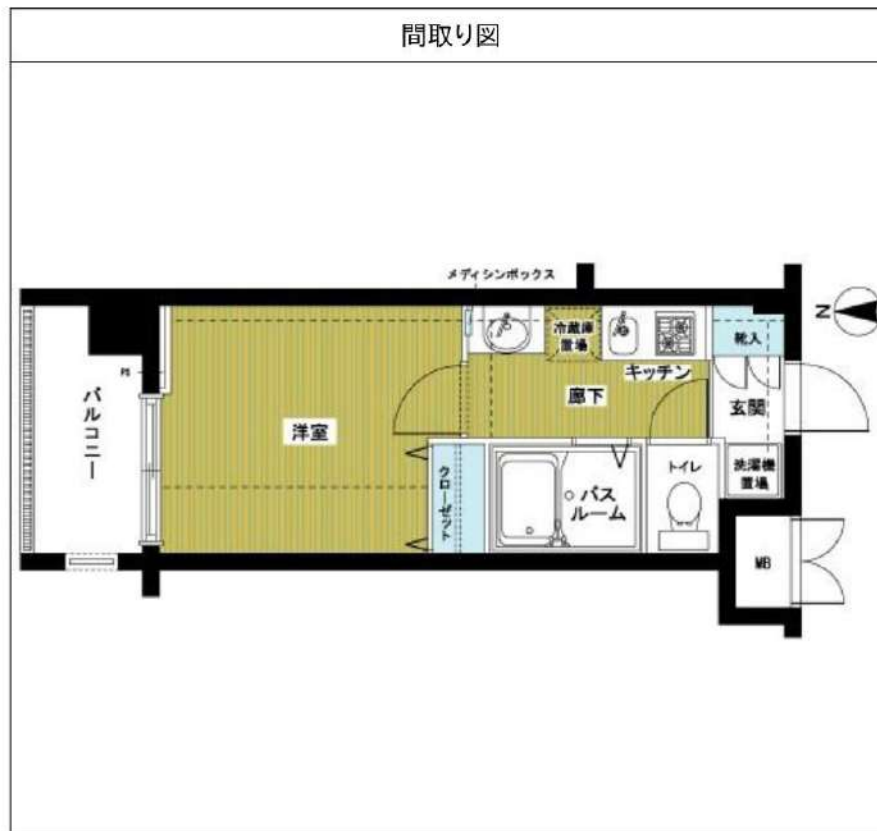 間取り図
メディシンボックス
N
冷蔵庫
置場
靴入
キッチン
PS
廊下
玄関
バルコニー
洋室
クローゼット
バス
ルーム
トイレ
洗濯機
置場
MB